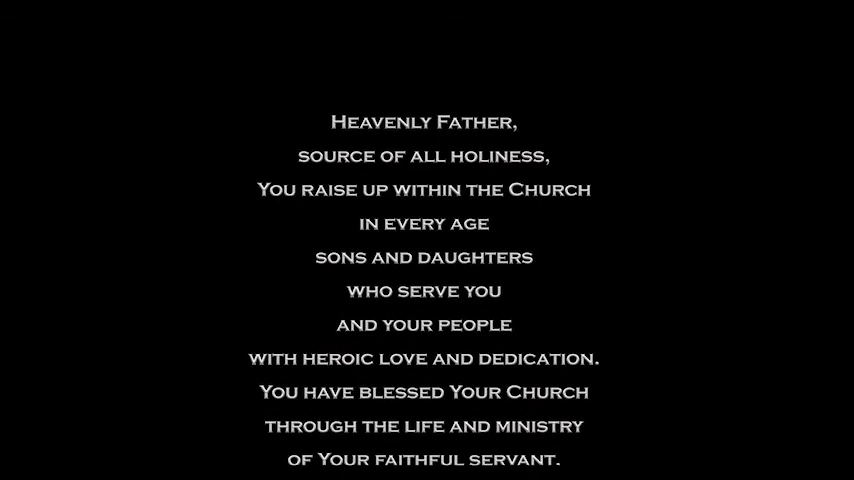 Heavenly Father,
source of all holiness,
You raise up within the Church
in every age
sons and daughters
who serve you
and your people
with heroic love and dedication.
You have blessed Your Church
through the life and ministry
of Your faithful servant.